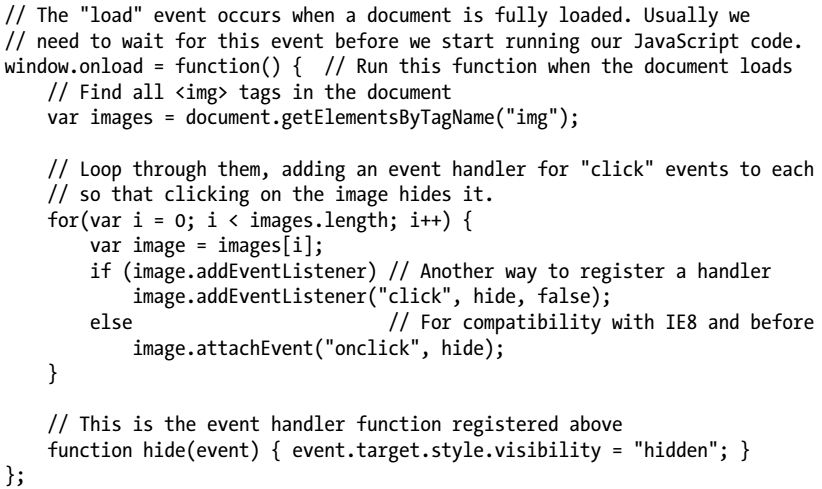 // The "load" event occurs when a document is fully loaded. Usually we
// need to wait for this event before we start running our JavaScript code.
window.onload = function() {  // Run this function when the document loads
    // Find all <img> tags in the document
    var images = document.getElementsByTagName("img");

    // Loop through them, adding an event handler for "click" events to each
    // so that clicking on the image hides it.
    for(var i = 0; i < images.length; i++) {
        var image = images[i];
        if (image.addEventListener) // Another way to register a handler
            image.addEventListener("click", hide, false);
        else                        // For compatibility with IE8 and before
            image.attachEvent("onclick", hide);
    }

    // This is the event handler function registered above
    function hide(event) { event.target.style.visibility = "hidden"; }
};